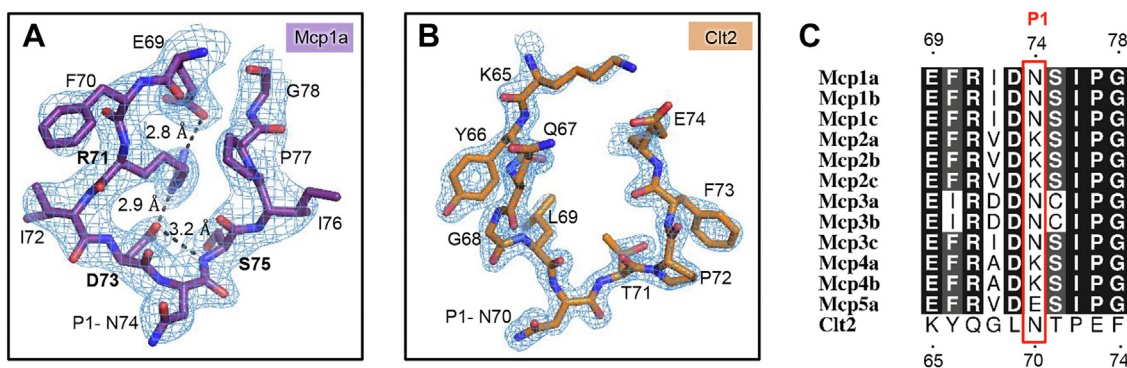 A
Mcp1a
E69
F70
G78
2.8 Å
R71
P77
2.9 Å
3.2 Å
I72
I76
D73
S75
P1- N74
B
Clt2
K65
Y66
Q67
E74
F73
L69
G68
P72
T71
P1- N70
C
P1
69 74 78
Mcp1a E F R I D N S I P G
Mcp1b E F R I D N S I P G
Mcp1c E F R I D N S I P G
Mcp2a E F R V D K S I P G
Mcp2b E F R V D K S I P G
Mcp2c E F R V D K S I P G
Mcp3a E I R D D N C I P G
Mcp3b E I R D D N C I P G
Mcp3c E F R I D N S I P G
Mcp4a E F R A D K S I P G
Mcp4b E F R A D K S I P G
Mcp5a E F R V D E S I P G
Clt2 K Y Q G L N T P E F
65 70 74